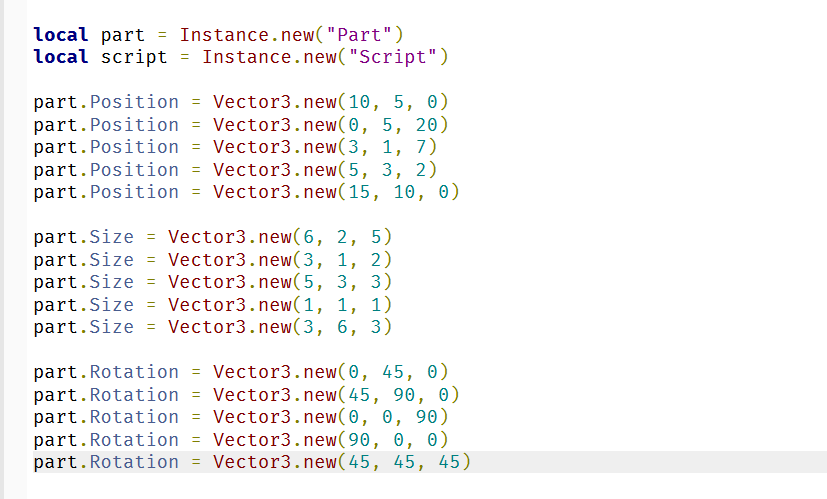 local part = Instance.new("Part")
local script = Instance.new("Script")
part.Position = Vector3.new(10, 5, 0)
part.Position = Vector3.new(0, 5, 20)
part.Position = Vector3.new(3, 1, 7)
part.Position = Vector3.new(5, 3, 2)
part.Position = Vector3.new(15, 10, 0)
part.Size = Vector3.new(6, 2, 5)
part.Size = Vector3.new(3, 1, 2)
part.Size = Vector3.new(5, 3, 3)
part.Size = Vector3.new(1, 1, 1)
part.Size = Vector3.new(3, 6, 3)
part.Rotation = Vector3.new(0, 45, 0)
part.Rotation = Vector3.new(45, 90, 0)
part.Rotation = Vector3.new(0, 0, 90)
part.Rotation = Vector3.new(90, 0, 0)
part.Rotation = Vector3.new(45, 45, 45)